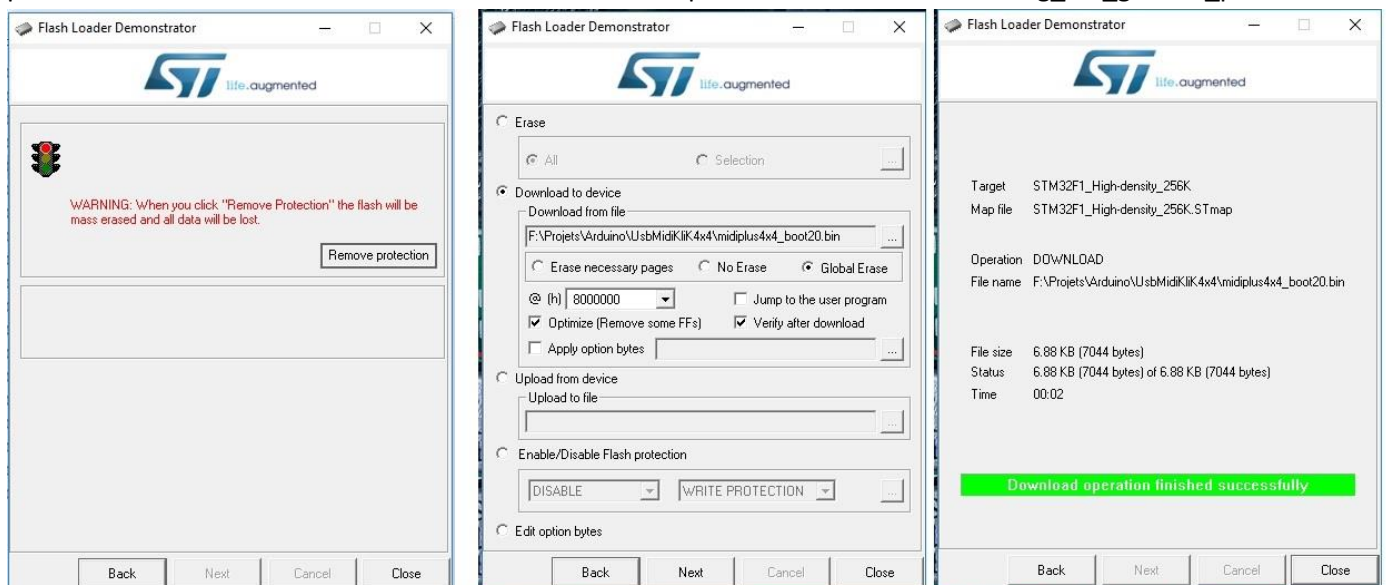 Flash Loader Demonstrator
life.augmented
WARNING: When you click "Remove Protection" the flash will be
mass erased and all data will be lost.
Remove protection
Back Next Cancel Close
Flash Loader Demonstrator
life.augmented
Erase
All Selection ...
Download to device
Download from file
F:\Projets\Arduino\UsbMidiKliK4x4\midiplus4x4_boot20.bin ...
Erase necessary pages No Erase Global Erase
@ (h) 8000000 Jump to the user program
Optimize (Remove some FFs) Verify after download
Apply option bytes ...
Upload from device
Upload to file
...
Enable/Disable Flash protection
DISABLE WRITE PROTECTION ...
Edit option bytes
Back Next Cancel Close
Flash Loader Demonstrator
life.augmented
Target STM32F1_High-density_256K
Map file STM32F1_High-density_256K.STmap
Operation DOWNLOAD
File name F:\Projets\Arduino\UsbMidiKliK4x4\midiplus4x4_boot20.bin
File size 6.88 KB (7044 bytes)
Status 6.88 KB (7044 bytes) of 6.88 KB (7044 bytes)
Time 00:02
Download operation finished successfully
Back Next Cancel Close